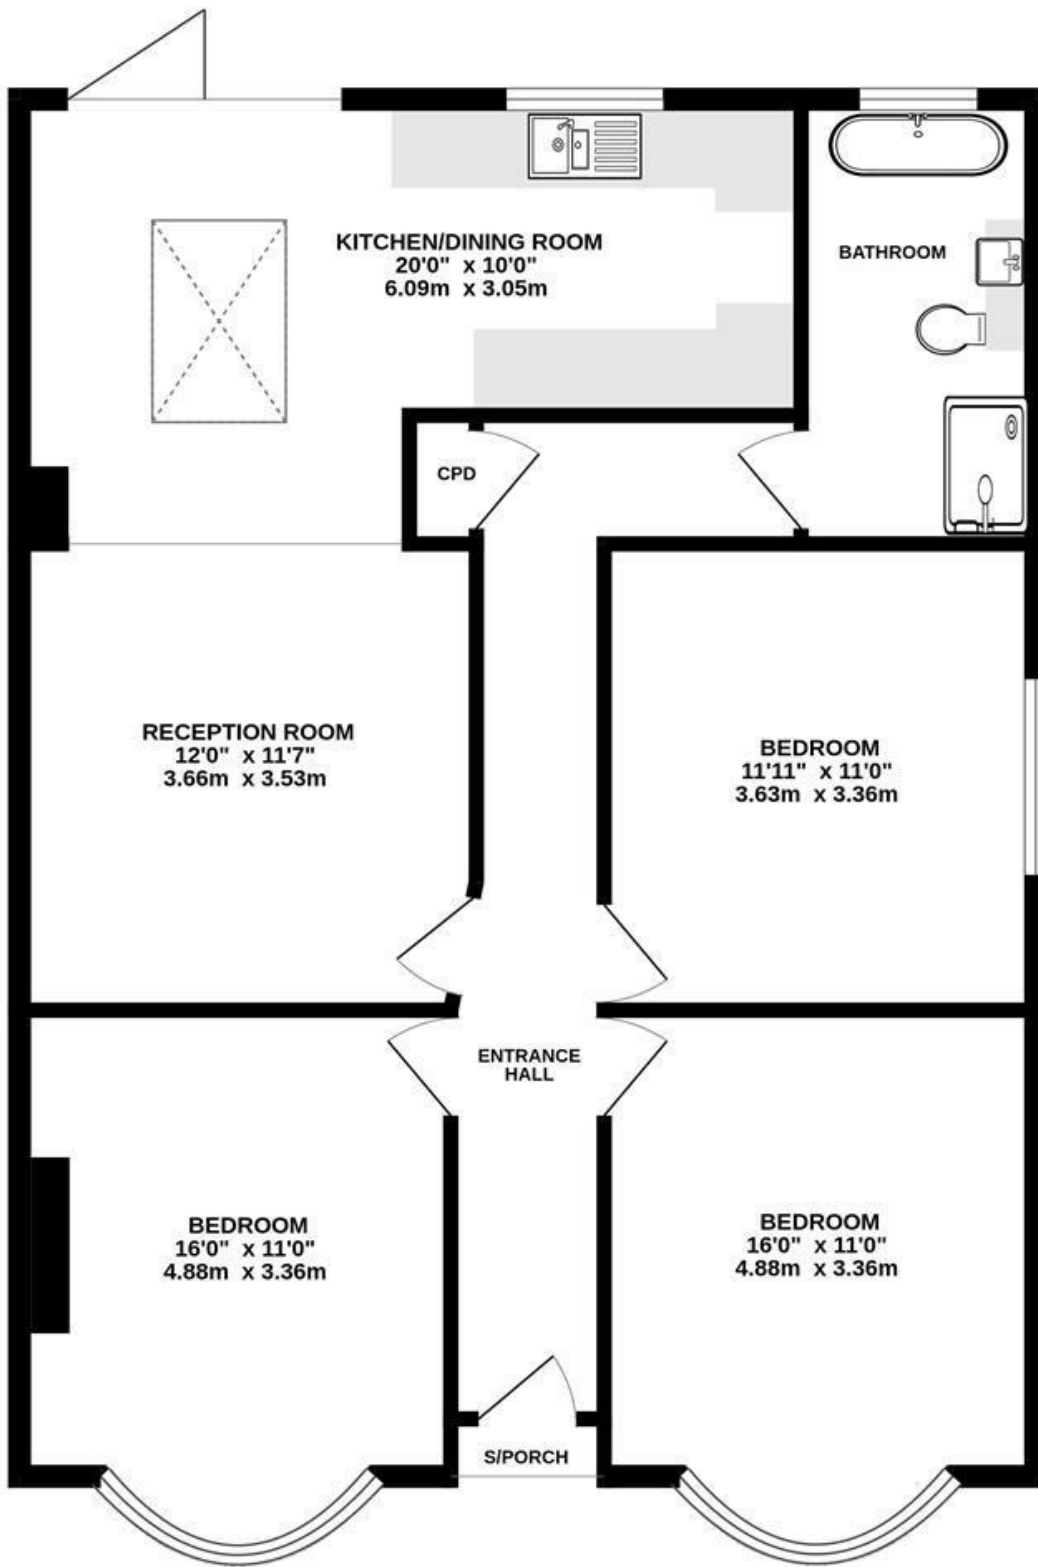 KITCHEN/DINING ROOM
20'0" x 10'0"
6.09m x 3.05m
BATHROOM
CPD
RECEPTION ROOM
12'0" x 11'7"
3.66m x 3.53m
BEDROOM
11'11" x 11'0"
3.63m x 3.36m
ENTRANCE
HALL
BEDROOM
16'0" x 11'0"
4.88m x 3.36m
BEDROOM
16'0" x 11'0"
4.88m x 3.36m
S/PORCH